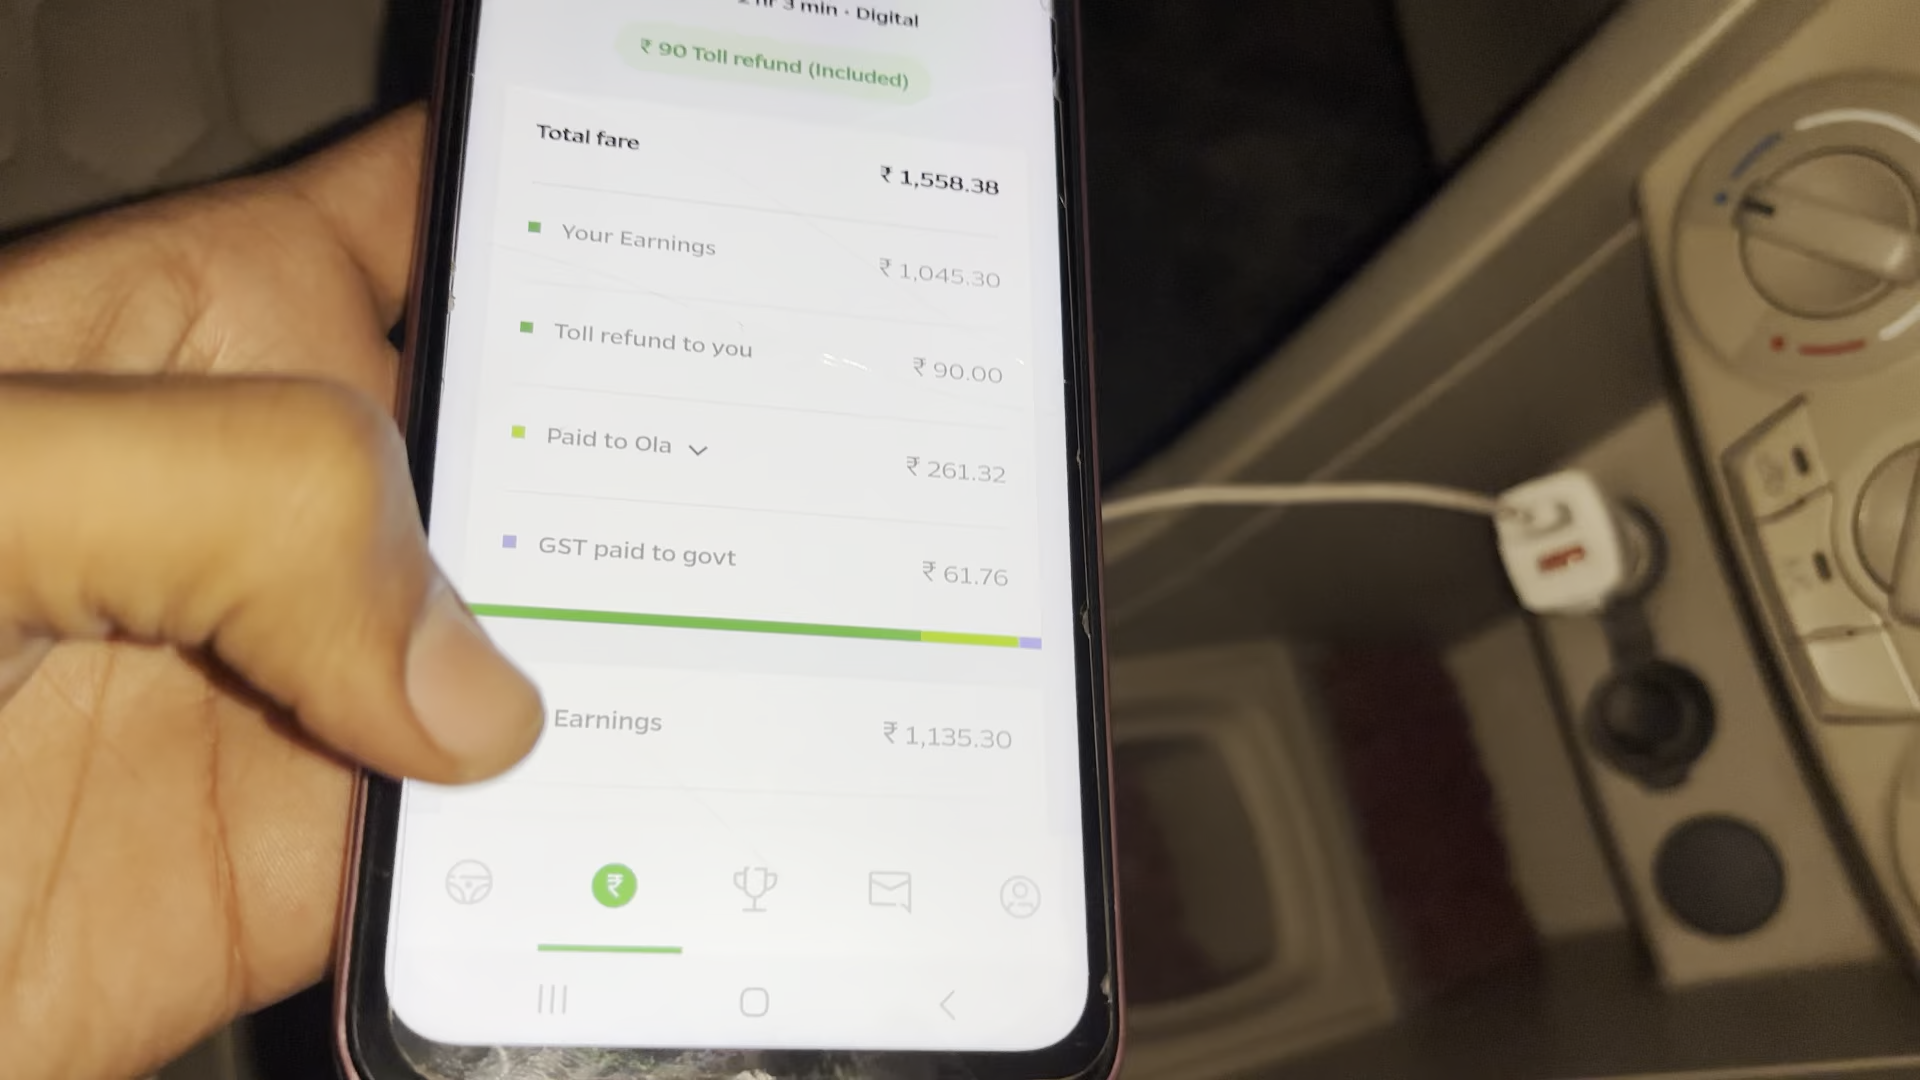 2 hr 3 min · Digital
₹ 90 Toll refund (Included)
Total fare
₹ 1,558.38
Your Earnings
₹ 1,045.30
Toll refund to you
₹ 90.00
Paid to Ola
₹ 261.32
GST paid to govt
₹ 61.76
Earnings
₹ 1,135.30